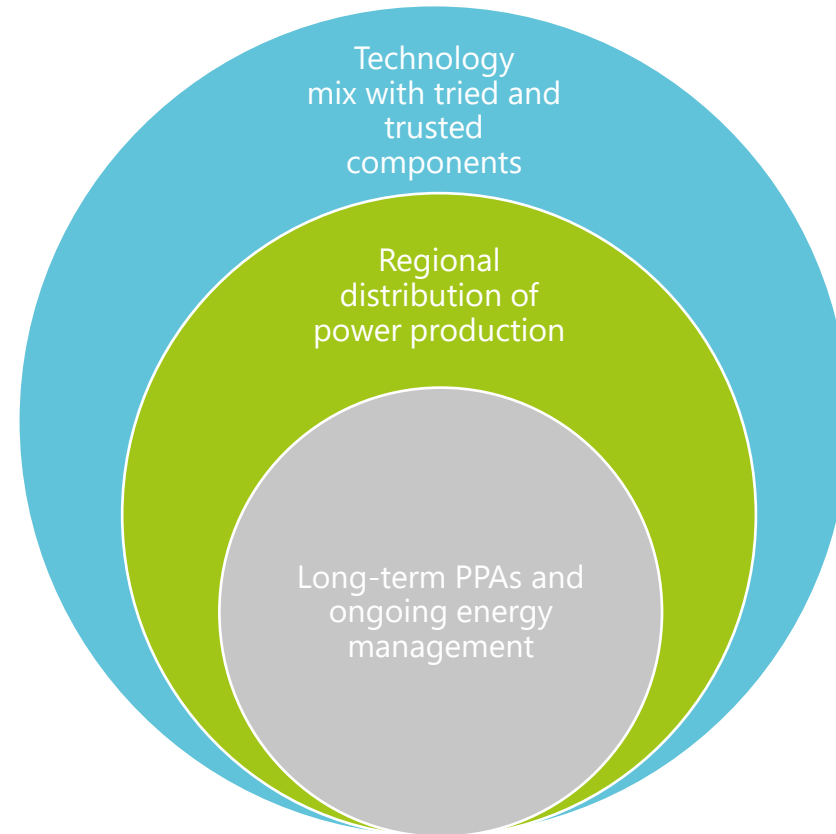 Technology
mix with tried and
trusted
components
Regional
distribution of
power production
Long-term PPAs and
ongoing energy
management